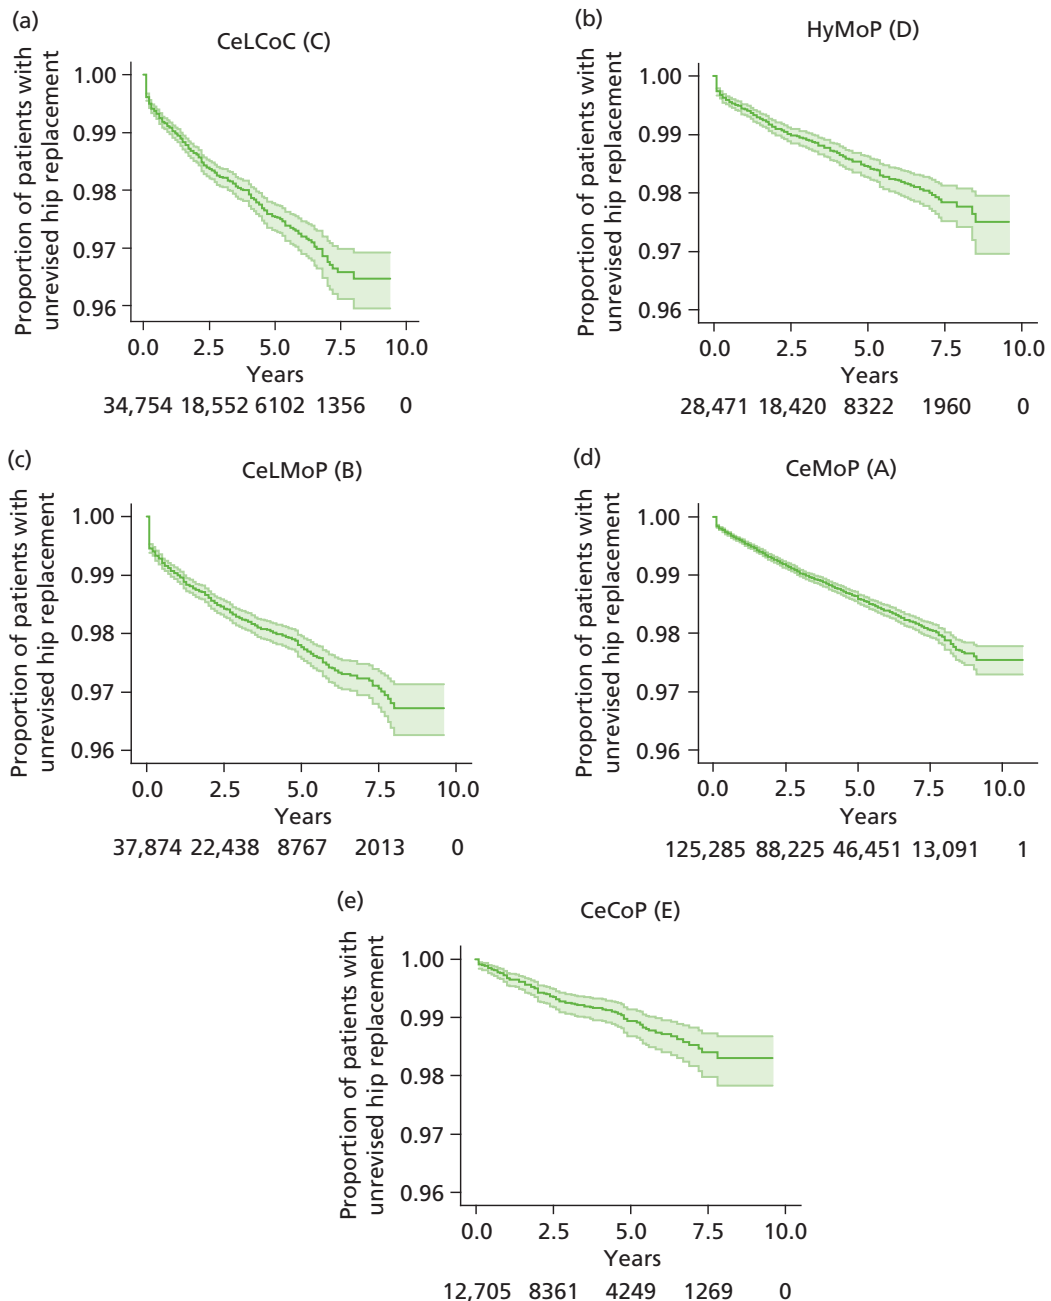 (a)
CeLCoC (C)
Proportion of patients with
unrevised hip replacement
1.00
0.99
0.98
0.97
0.96
0.0 2.5 5.0 7.5 10.0
Years
34,754 18,552 6102 1356 0
(b)
HyMoP (D)
Proportion of patients with
unrevised hip replacement
1.00
0.99
0.98
0.97
0.96
0.0 2.5 5.0 7.5 10.0
Years
28,471 18,420 8322 1960 0
(c)
CeLMoP (B)
Proportion of patients with
unrevised hip replacement
1.00
0.99
0.98
0.97
0.96
0.0 2.5 5.0 7.5 10.0
Years
37,874 22,438 8767 2013 0
(d)
CeMoP (A)
Proportion of patients with
unrevised hip replacement
1.00
0.99
0.98
0.97
0.96
0.0 2.5 5.0 7.5 10.0
Years
125,285 88,225 46,451 13,091 1
(e)
CeCoP (E)
Proportion of patients with
unrevised hip replacement
1.00
0.99
0.98
0.97
0.96
0.0 2.5 5.0 7.5 10.0
Years
12,705 8361 4249 1269 0